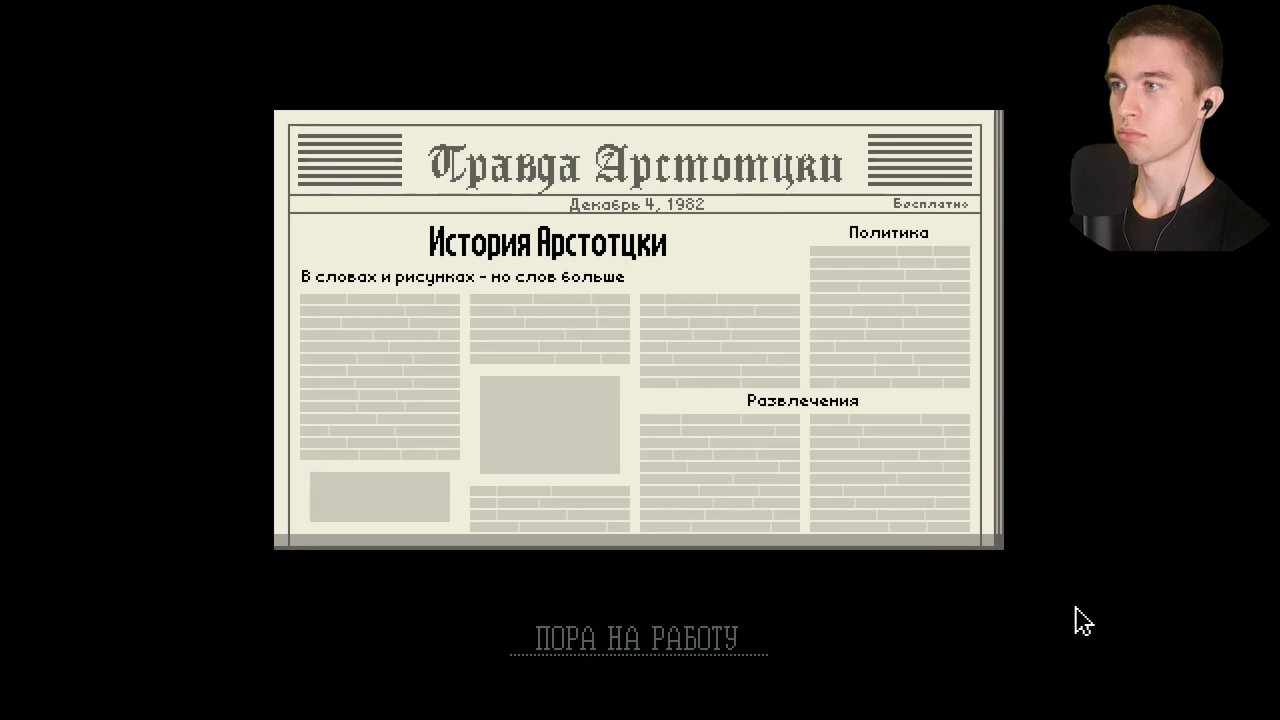 Правда Арстотцки
Декабрь 4, 1982
Бесплатно
История Арстотцки
В словах и рисунках - но слов больше
Политика
Развлечения
ПОРА НА РАБОТУ